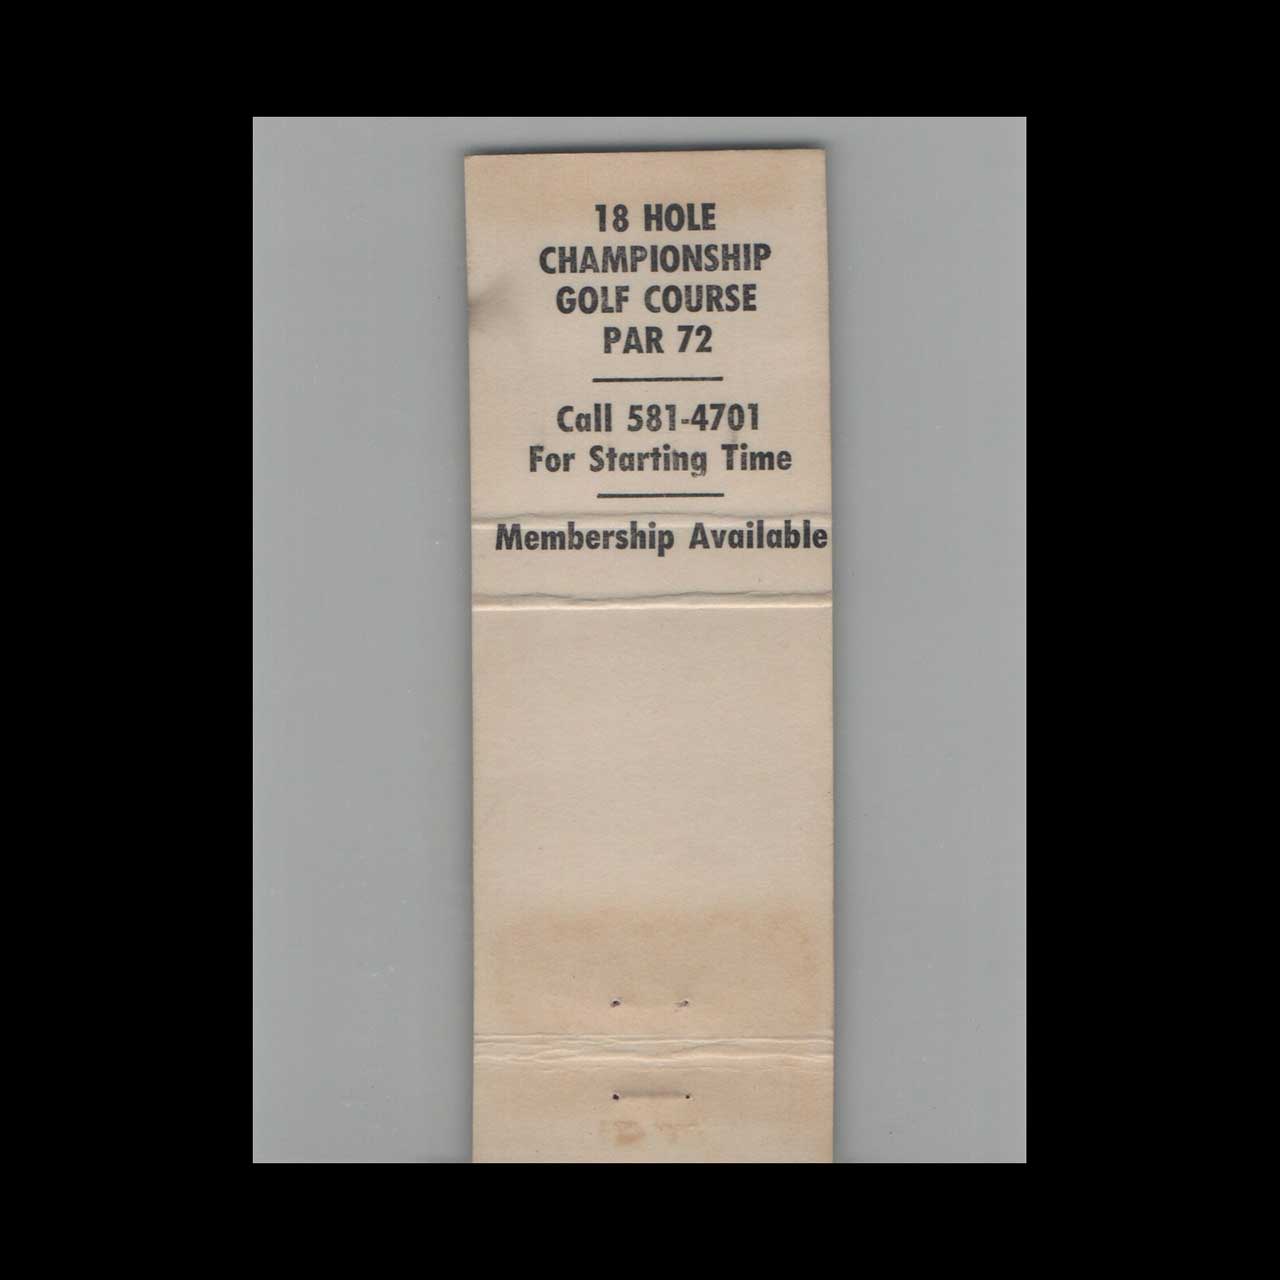 18 HOLE
CHAMPIONSHIP
GOLF COURSE
PAR 72
Call 581-4701
For Starting Time
Membership Available